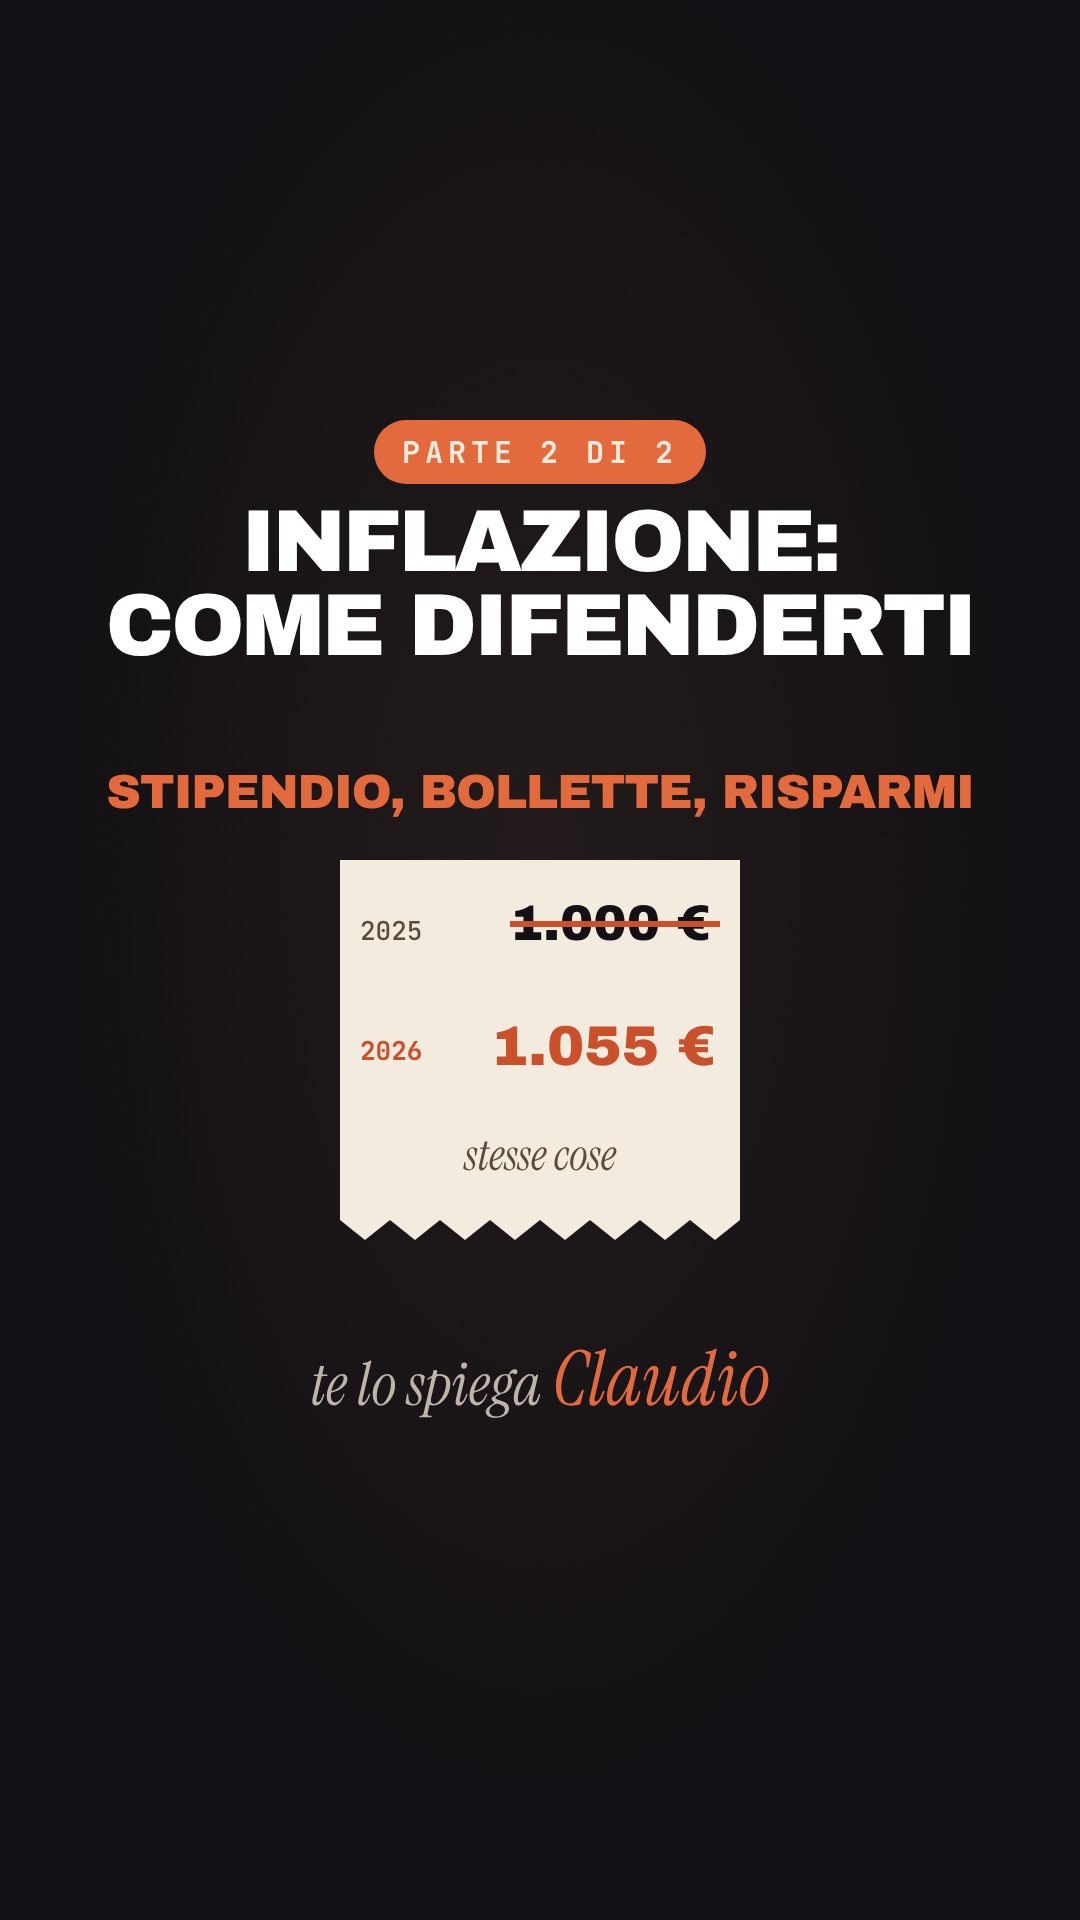 PARTE 2 DI 2
INFLAZIONE:
COME DIFENDERTI
STIPENDIO, BOLLETTE, RISPARMI
2025 1.000 €
2026 1.055 €
stesse cose
te lo spiega Claudio